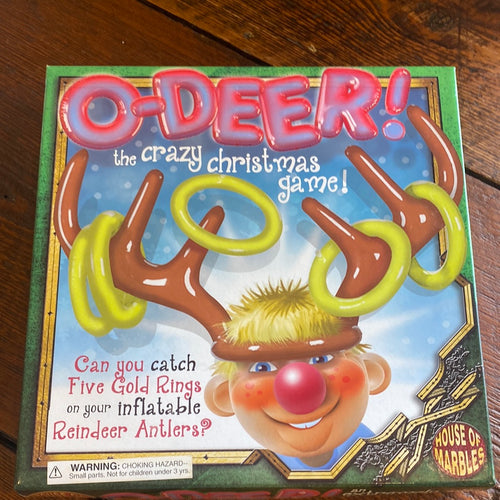 O-DEER!
the crazy christmas
game!
Can you catch
Five Gold Rings
on your inflatable
Reindeer Antlers?
WARNING: CHOKING HAZARD--
Small parts. Not for children under 3 yrs.
HOUSE OF
MARBLES